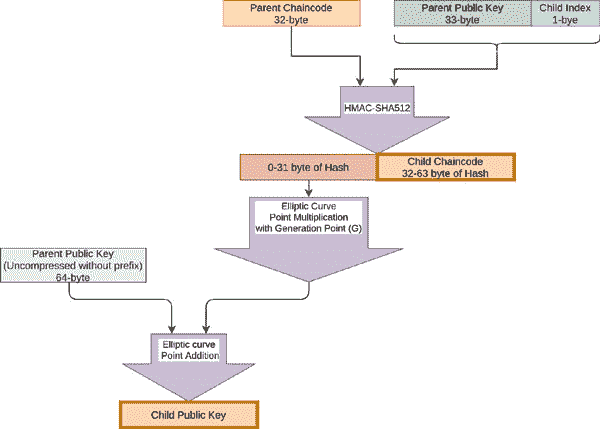 Parent Chaincode
32-byte
Parent Public Key
33-byte
Child Index
1-bye
HMAC-SHA512
0-31 byte of Hash
Child Chaincode
32-63 byte of Hash
Elliptic Curve
Point Multiplication
with Generation Point (G)
Parent Public Key
(Uncompressed without prefix)
64-byte
Elliptic curve
Point Addition
Child Public Key